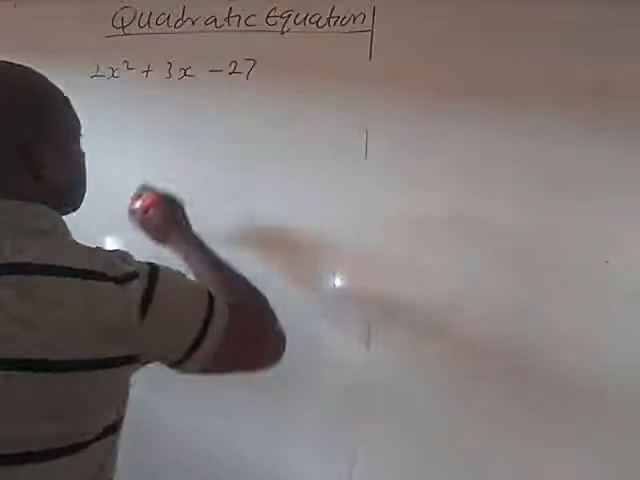 Quadratic Equation
2x² + 3x - 27